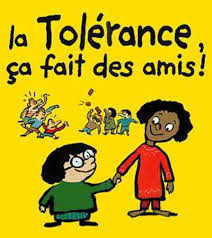 la Tolérance,
ça fait des amis!